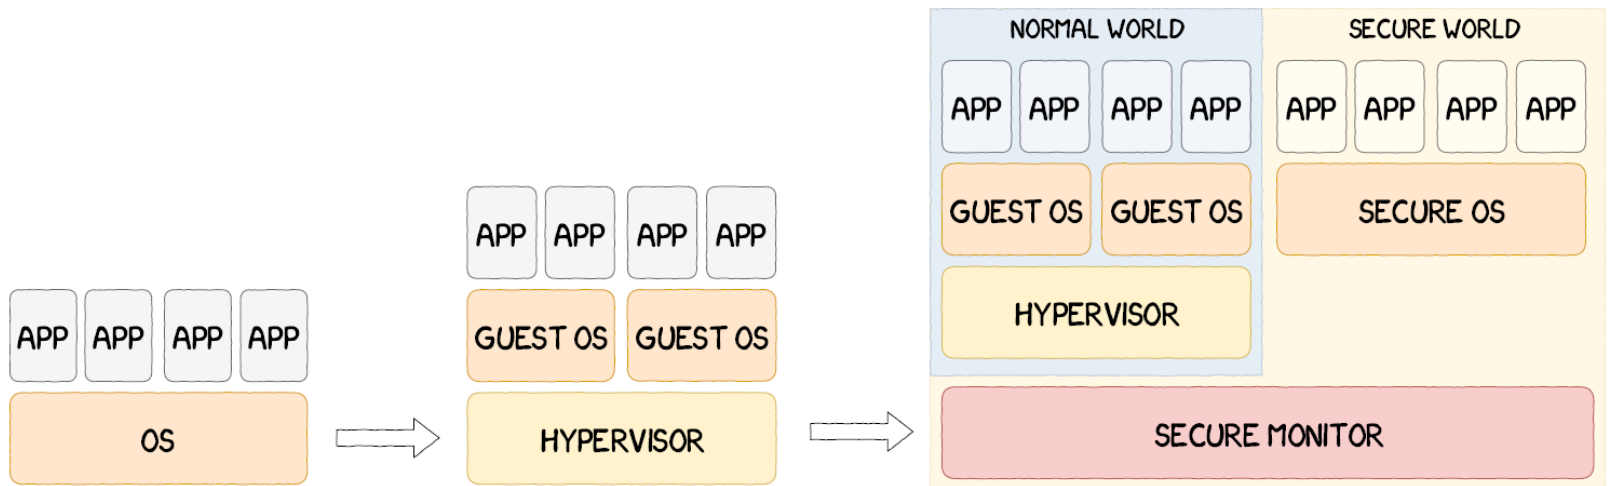 APP APP APP APP
OS
APP APP APP APP
GUEST OS GUEST OS
HYPERVISOR
NORMAL WORLD
APP APP APP APP
GUEST OS GUEST OS
HYPERVISOR
SECURE WORLD
APP APP APP APP
SECURE OS
SECURE MONITOR